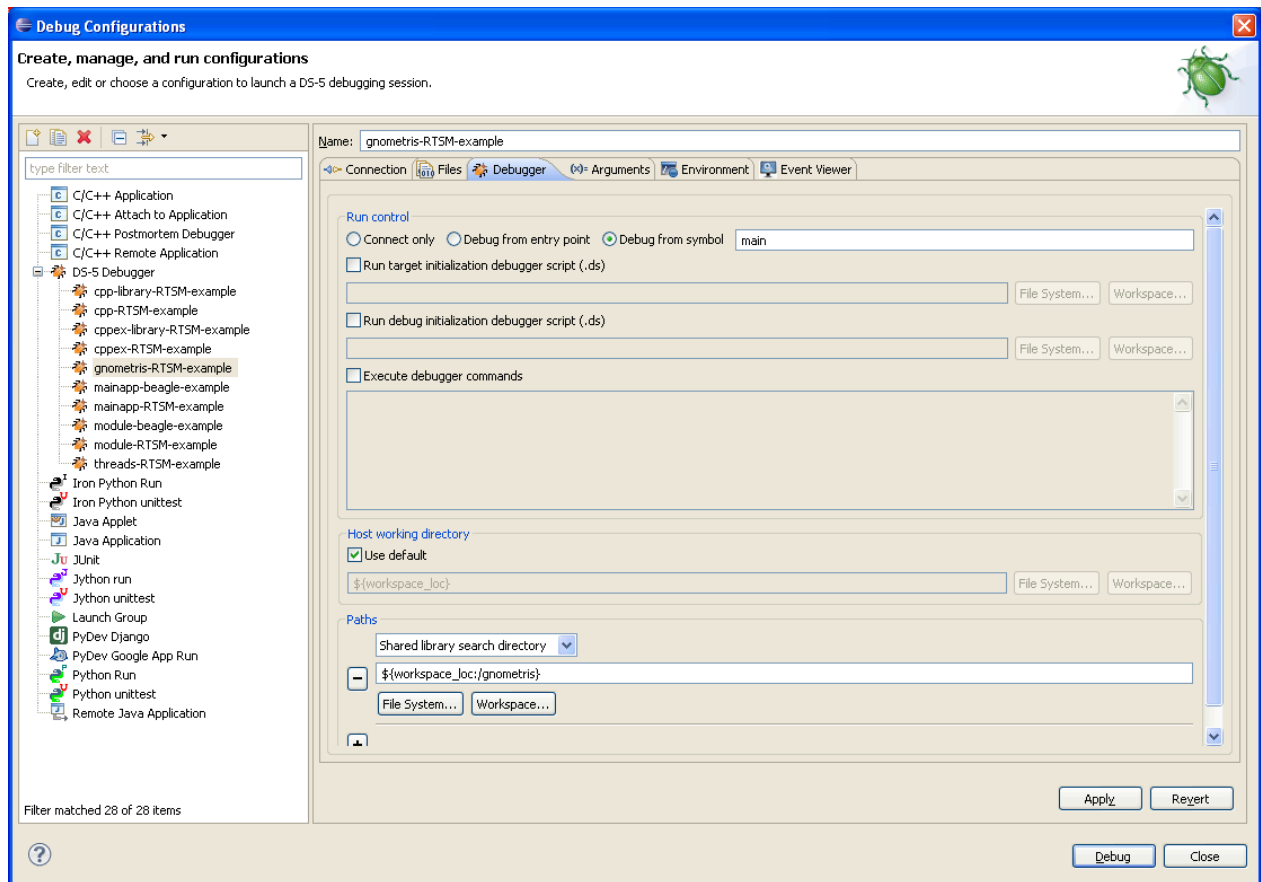 Debug Configurations
Create, manage, and run configurations
Create, edit or choose a configuration to launch a DS-5 debugging session.
type filter text
C/C++ Application
C/C++ Attach to Application
C/C++ Postmortem Debugger
C/C++ Remote Application
DS-5 Debugger
cpp-library-RTSM-example
cpp-RTSM-example
cppex-library-RTSM-example
cppex-RTSM-example
gnometris-RTSM-example
mainapp-beagle-example
mainapp-RTSM-example
module-beagle-example
module-RTSM-example
threads-RTSM-example
Iron Python Run
Iron Python unittest
Java Applet
Java Application
JUnit
Jython run
Jython unittest
Launch Group
PyDev Django
PyDev Google App Run
Python Run
Python unittest
Remote Java Application
Filter matched 28 of 28 items
Name: gnometris-RTSM-example
Connection Files Debugger Arguments Environment Event Viewer
Run control
Connect only Debug from entry point Debug from symbol main
Run target initialization debugger script (.ds)
File System... Workspace...
Run debug initialization debugger script (.ds)
File System... Workspace...
Execute debugger commands
Host working directory
Use default
${workspace_loc} File System... Workspace...
Paths
Shared library search directory
${workspace_loc:/gnometris}
File System... Workspace...
Apply Revert
Debug Close